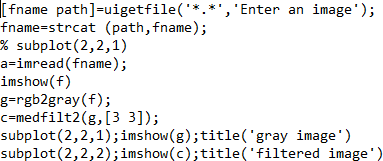 [fname path]=uigetfile('*.*','Enter an image');
fname=strcat (path,fname);
% subplot(2,2,1)
a=imread(fname);
imshow(f)
g=rgb2gray(f);
c=medfilt2(g,[3 3]);
subplot(2,2,1);imshow(g);title('gray image')
subplot(2,2,2);imshow(c);title('filtered image')